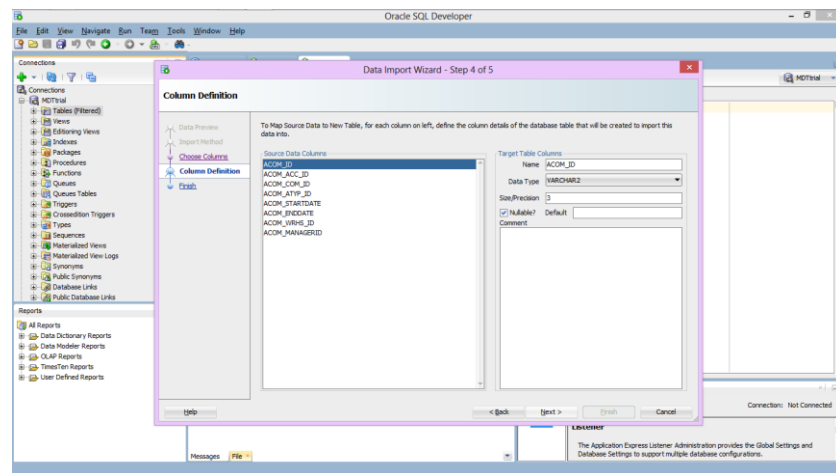 Oracle SQL Developer
File Edit View Navigate Run Team Tools Window Help
Connections
Connections
MDTtrial
Tables (Filtered)
Views
Editioning Views
Indexes
Packages
Procedures
Functions
Queues
Queues Tables
Triggers
Crossedition Triggers
Types
Sequences
Materialized Views
Materialized View Logs
Synonyms
Public Synonyms
Database Links
Public Database Links
Reports
All Reports
Data Dictionary Reports
Data Modeler Reports
OLAP Reports
TimesTen Reports
User Defined Reports
Data Import Wizard - Step 4 of 5
Column Definition
Data Preview
Import Method
Choose Columns
Column Definition
Finish
To Map Source Data to New Table, for each column on left, define the column details of the database table that will be created to import this
data into.
Source Data Columns
ACOM_ID
ACOM_ACC_ID
ACOM_COM_ID
ACOM_ATYP_ID
ACOM_STARTDATE
ACOM_ENDDATE
ACOM_WRHS_ID
ACOM_MANAGERID
Target Table Columns
Name ACOM_ID
Data Type VARCHAR2
Size/Precision 3
Nullable? Default
Comment
Help < Back Next > Finish Cancel
MDTtrial
Connection: Not Connected
Messages File
Listener
The Application Express Listener Administration provides the Global Settings and
Database Settings to support multiple database configurations.